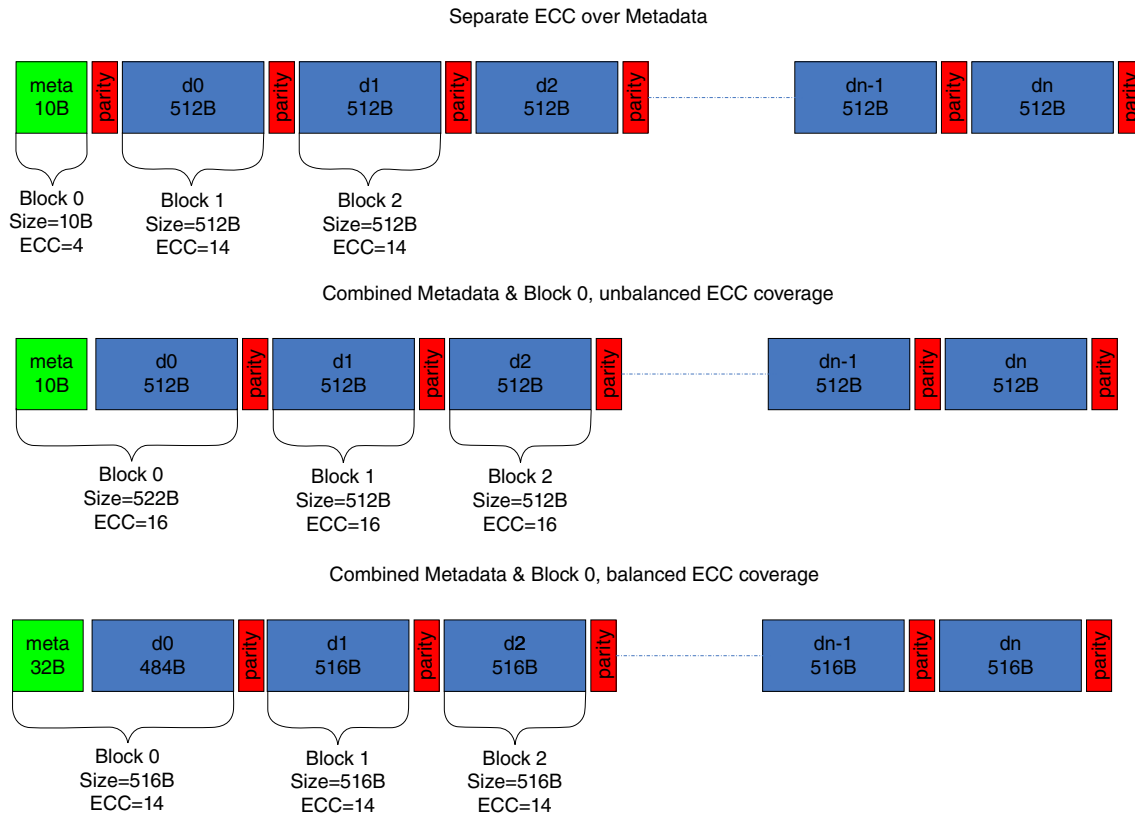 Separate ECC over Metadata
meta
10B
parity
d0
512B
parity
d1
512B
parity
d2
512B
parity
dn-1
512B
parity
dn
512B
parity
Block 0
Size=10B
ECC=4
Block 1
Size=512B
ECC=14
Block 2
Size=512B
ECC=14
Combined Metadata & Block 0, unbalanced ECC coverage
meta
10B
d0
512B
parity
d1
512B
parity
d2
512B
parity
dn-1
512B
parity
dn
512B
parity
Block 0
Size=522B
ECC=16
Block 1
Size=512B
ECC=16
Block 2
Size=512B
ECC=16
Combined Metadata & Block 0, balanced ECC coverage
meta
32B
d0
484B
parity
d1
516B
parity
d2
516B
parity
dn-1
516B
parity
dn
516B
parity
Block 0
Size=516B
ECC=14
Block 1
Size=516B
ECC=14
Block 2
Size=516B
ECC=14